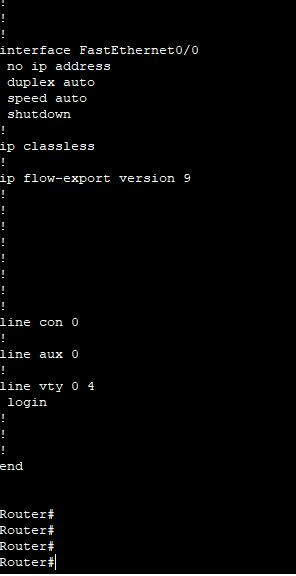 !
!
!
interface FastEthernet0/0
 no ip address
 duplex auto
 speed auto
 shutdown
!
ip classless
!
ip flow-export version 9
!
!
!
!
!
!
!
!
line con 0
!
line aux 0
!
line vty 0 4
 login
!
!
!
end


Router#
Router#
Router#
Router#